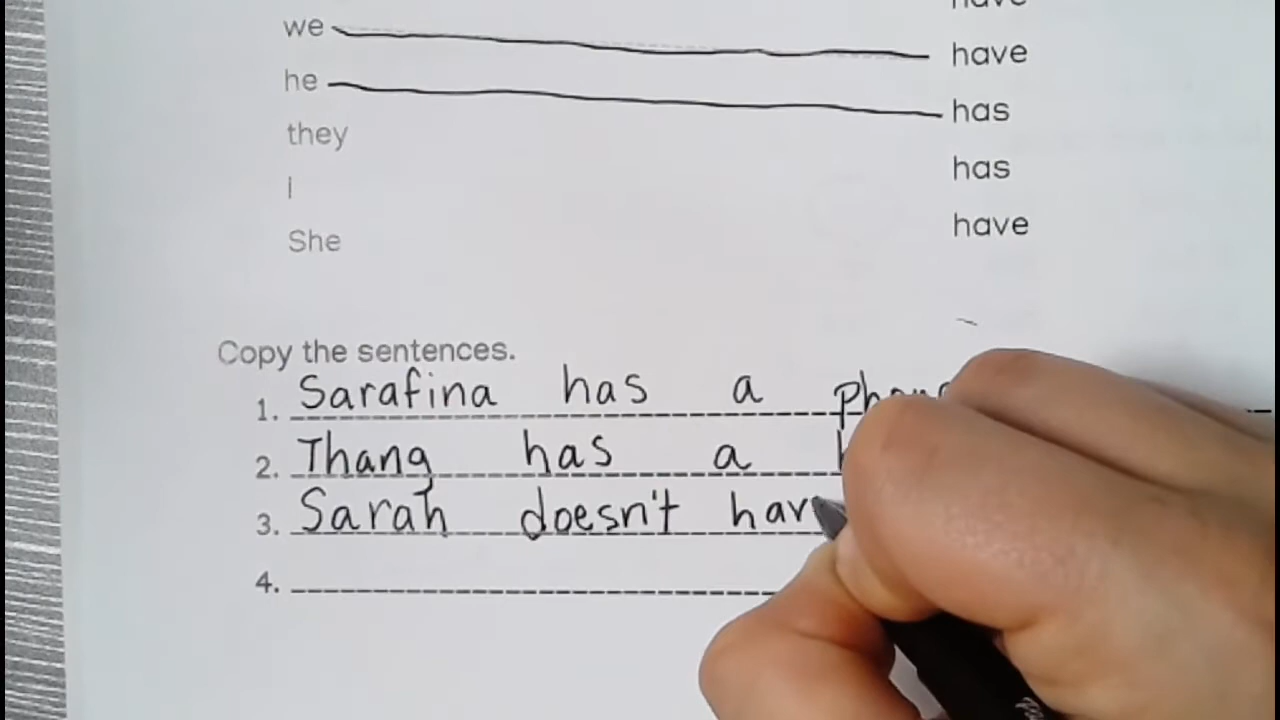 have
we have
he has
they
has
I
She have
Copy the sentences.
1. Sarafina has a
2. Thang has a
3. Sarah doesn't
4.